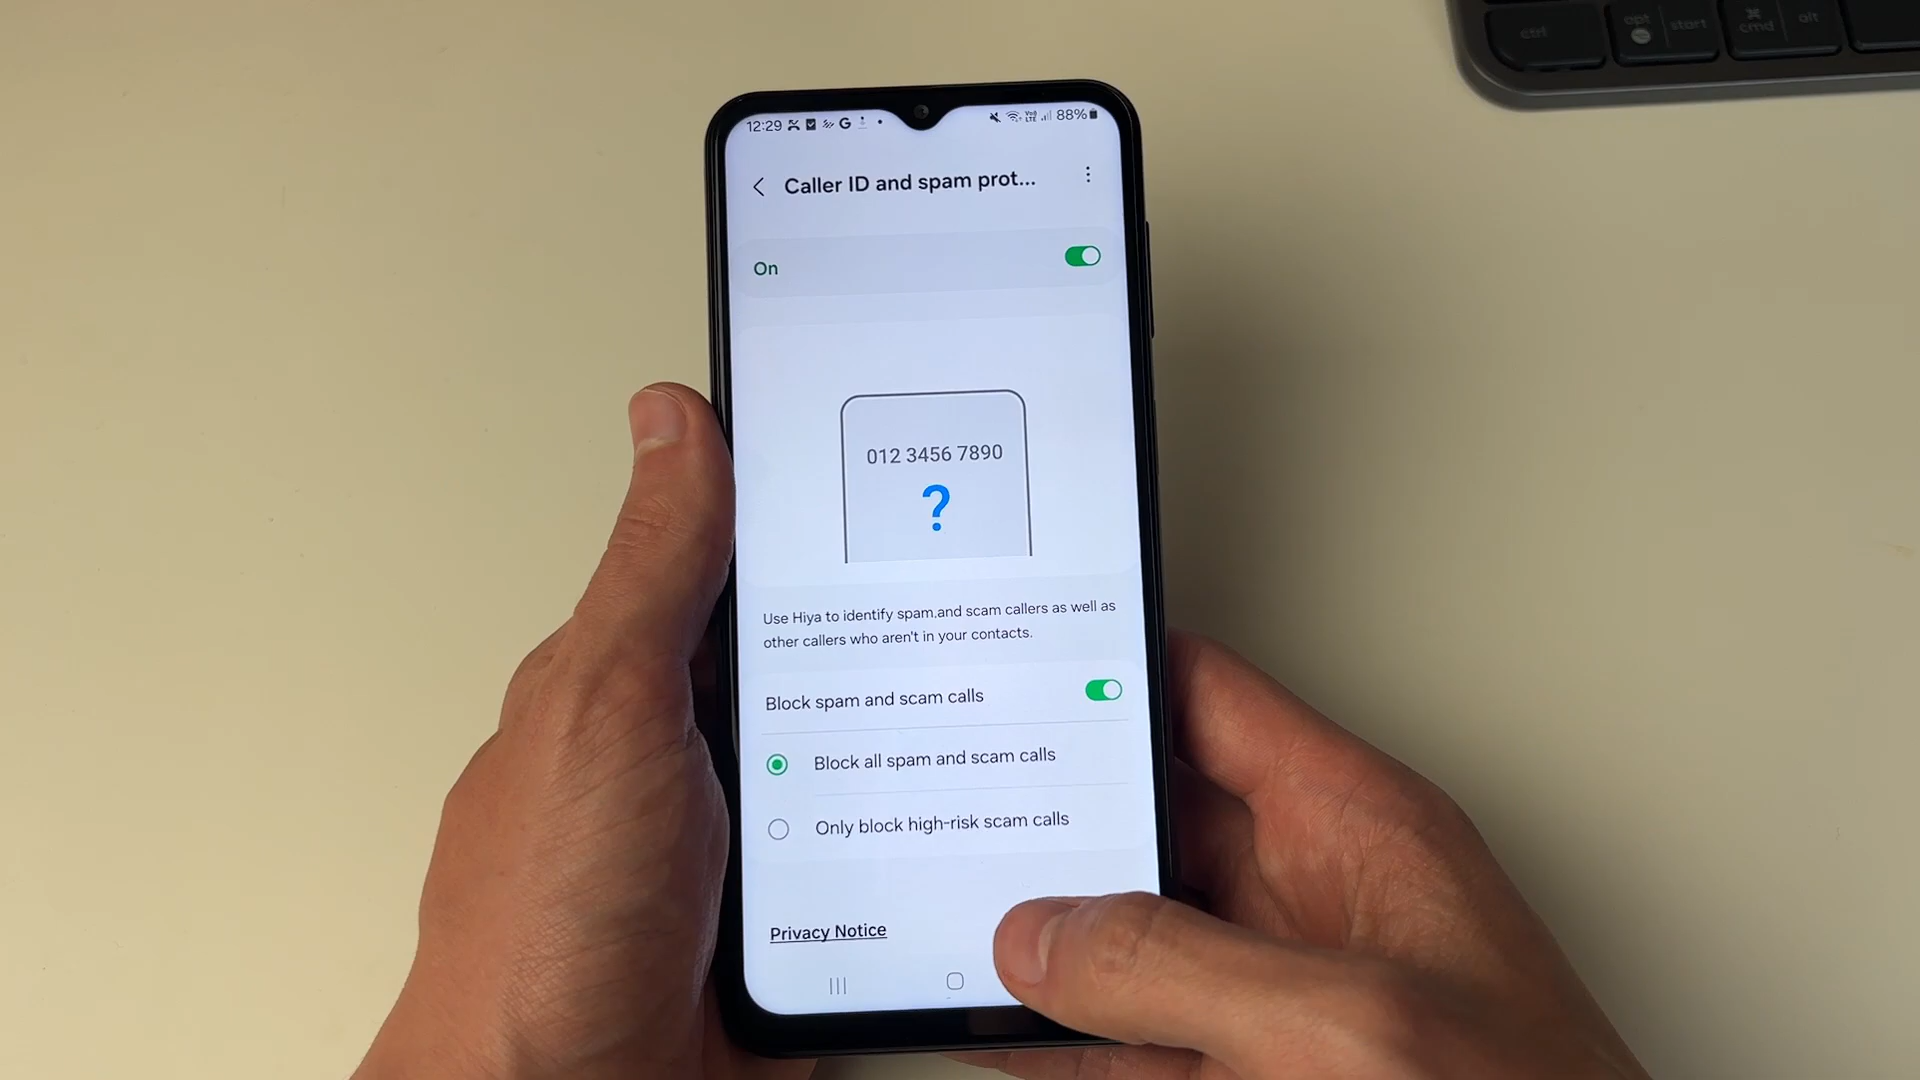 ctrl
opt
start
⌘
cmd
alt
12:29 G • Vo) LTE 88%
Caller ID and spam prot...
On
012 3456 7890
?
Use Hiya to identify spam,and scam callers as well as
other callers who aren't in your contacts.
Block spam and scam calls
Block all spam and scam calls
Only block high-risk scam calls
Privacy Notice